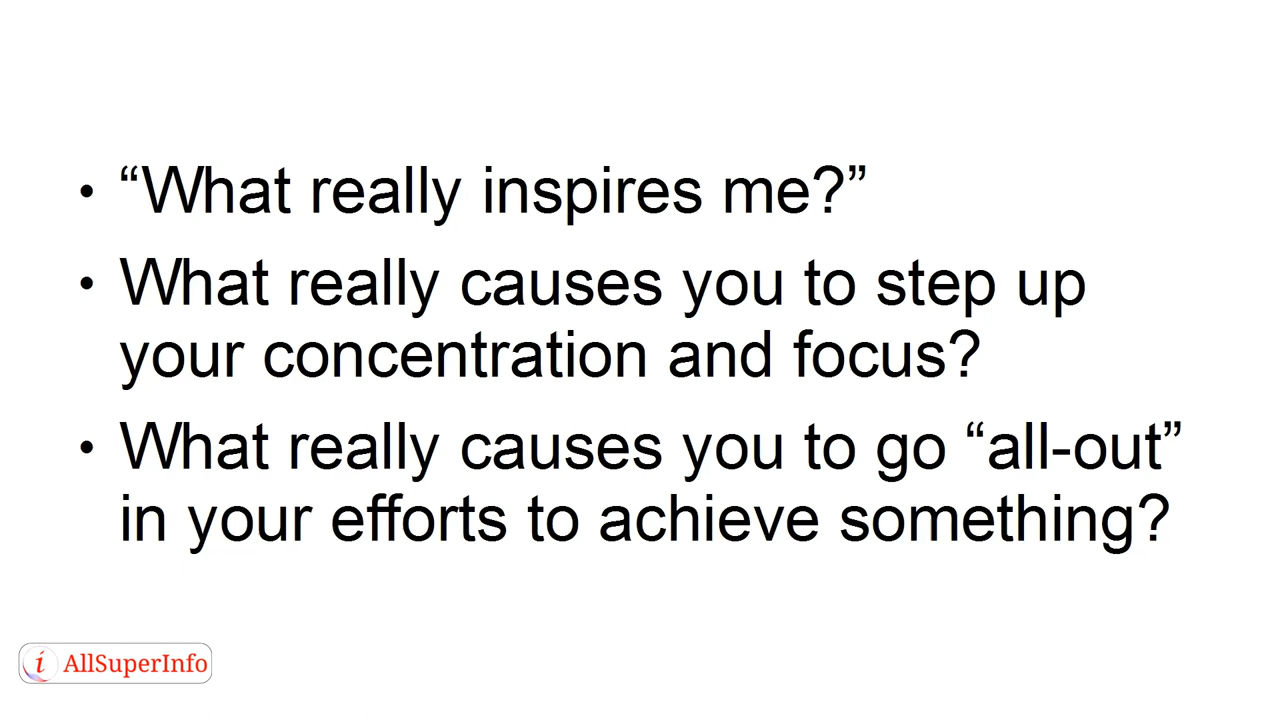 • “What really inspires me?”
• What really causes you to step up
your concentration and focus?
• What really causes you to go “all-out”
in your efforts to achieve something?
i AllSuperInfo